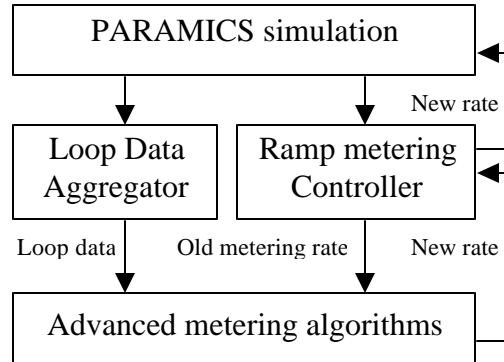 PARAMICS simulation
New rate
Loop Data
Aggregator
Ramp metering
Controller
Loop data
Old metering rate
New rate
Advanced metering algorithms